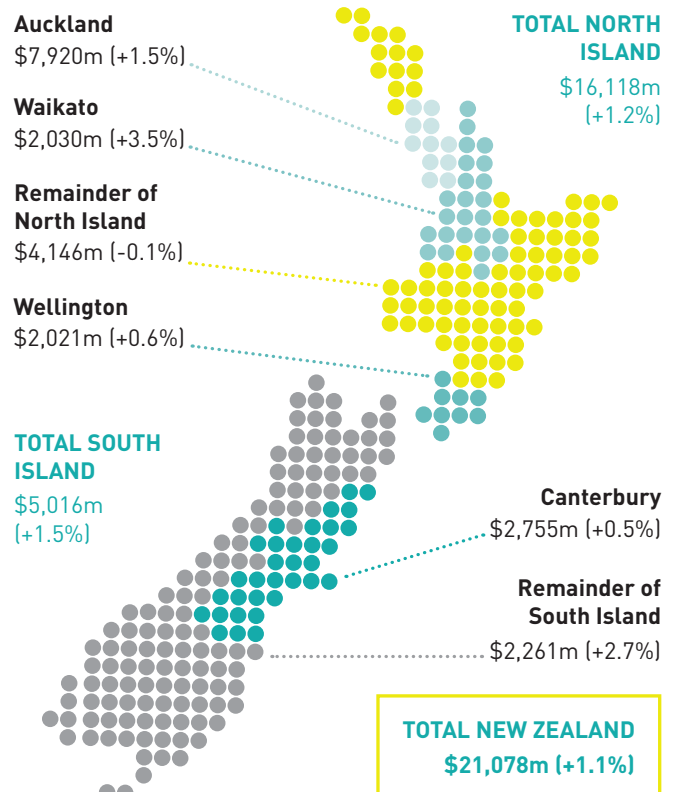 Auckland
$7,920m (+1.5%)
Waikato
$2,030m (+3.5%)
Remainder of
North Island
$4,146m (-0.1%)
Wellington
$2,021m (+0.6%)
TOTAL NORTH
ISLAND
$16,118m
(+1.2%)
TOTAL SOUTH
ISLAND
$5,016m
(+1.5%)
Canterbury
$2,755m (+0.5%)
Remainder of
South Island
$2,261m (+2.7%)
TOTAL NEW ZEALAND
$21,078m (+1.1%)